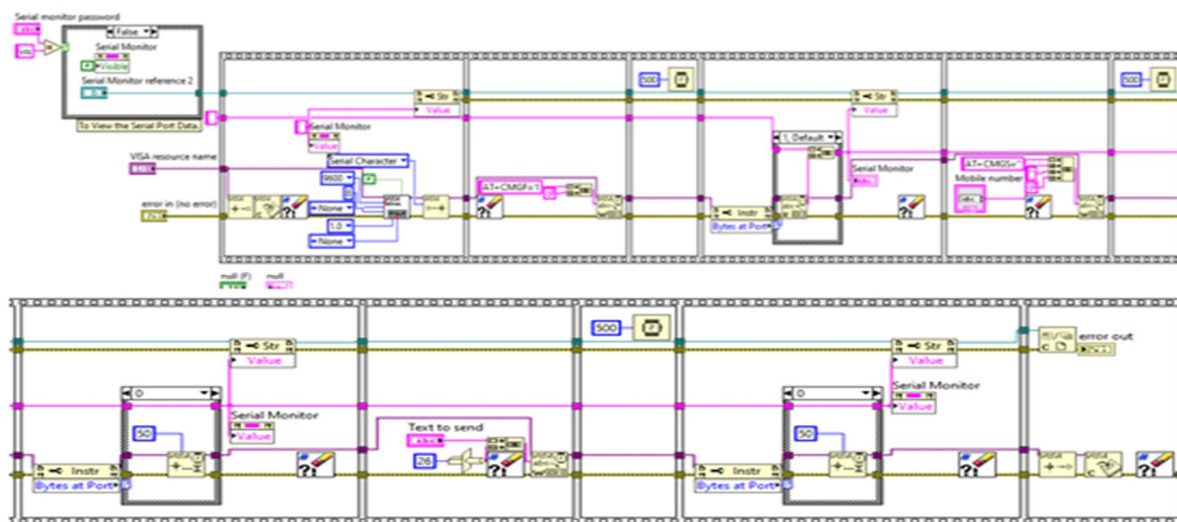 Serial monitor password
False
Serial Monitor
Visible
Serial Monitor reference 2
To View the Serial Port Data.
500
500
Str
Value
Str
Value
Serial Monitor
Value
1, Default
VISA resource name
Serial Character
9600
None
1.0
None
AT+CMGF=1
Serial Monitor
AT+CMGS="
Mobile number
error in (no error)
Instr
Bytes at Port
null (F)
null
500
Str
Value
Str
Value
error out
0
Serial Monitor
Value
0
Serial Monitor
Value
50
Text to send
26
50
Instr
Bytes at Port
Instr
Bytes at Port